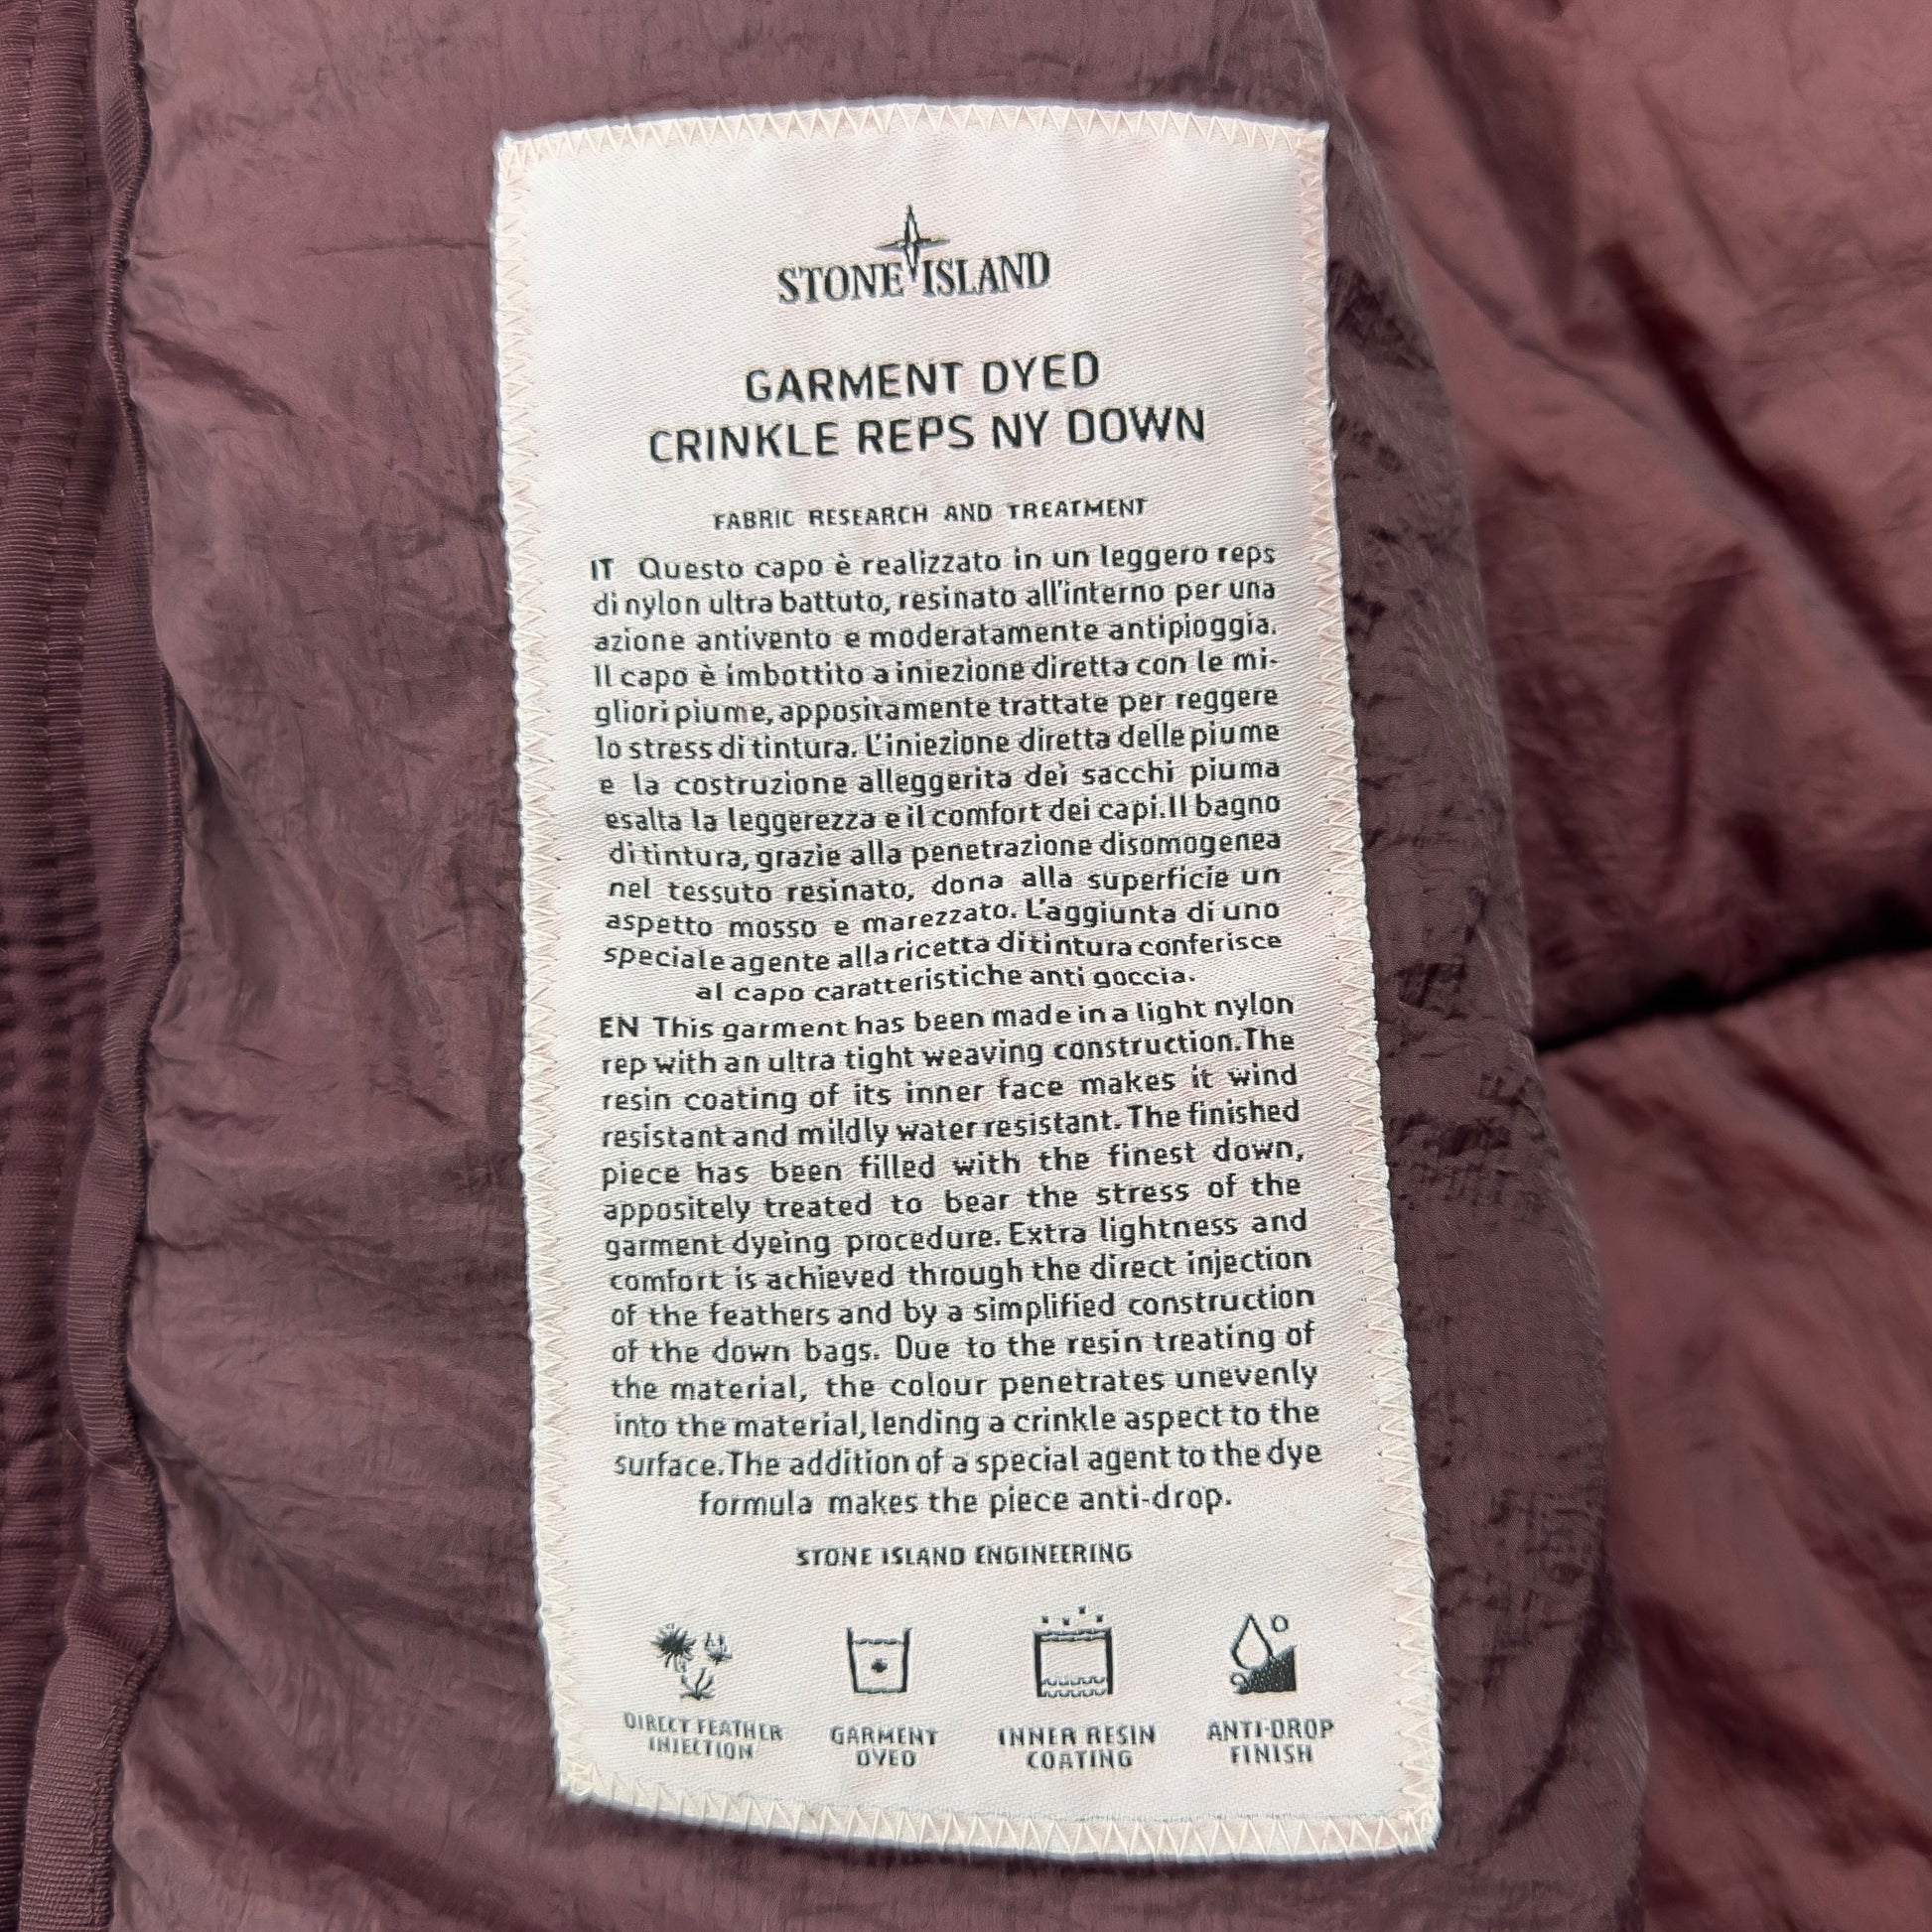 STONE ISLAND
GARMENT DYED
CRINKLE REPS NY DOWN
FABRIC RESEARCH AND TREATMENT
IT Questo capo è realizzato in un leggero reps
di nylon ultra battuto, resinato all'interno per una
azione antivento e moderatamente antipioggia.
Il capo è imbottito a iniezione diretta con le mi-
gliori piume, appositamente trattate per reggere
lo stress di tintura. L'iniezione diretta delle piume
e la costruzione alleggerita dei sacchi piuma
esalta la leggerezza e il comfort dei capi. Il bagno
di tintura, grazie alla penetrazione disomogenea
nel tessuto resinato, dona alla superficie un
aspetto mosso e marezzato. L'aggiunta di uno
speciale agente alla ricetta di tintura conferisce
al capo caratteristiche anti goccia.
EN This garment has been made in a light nylon
rep with an ultra tight weaving construction. The
resin coating of its inner face makes it wind
resistant and mildly water resistant. The finished
piece has been filled with the finest down,
appositely treated to bear the stress of the
garment dyeing procedure. Extra lightness and
comfort is achieved through the direct injection
of the feathers and by a simplified construction
of the down bags. Due to the resin treating of
the material, the colour penetrates unevenly
into the material, lending a crinkle aspect to the
surface. The addition of a special agent to the dye
formula makes the piece anti-drop.
STONE ISLAND ENGINEERING
DIRECT FEATHER
INJECTION
GARMENT
DYED
INNER RESIN
COATING
ANTI-DROP
FINISH